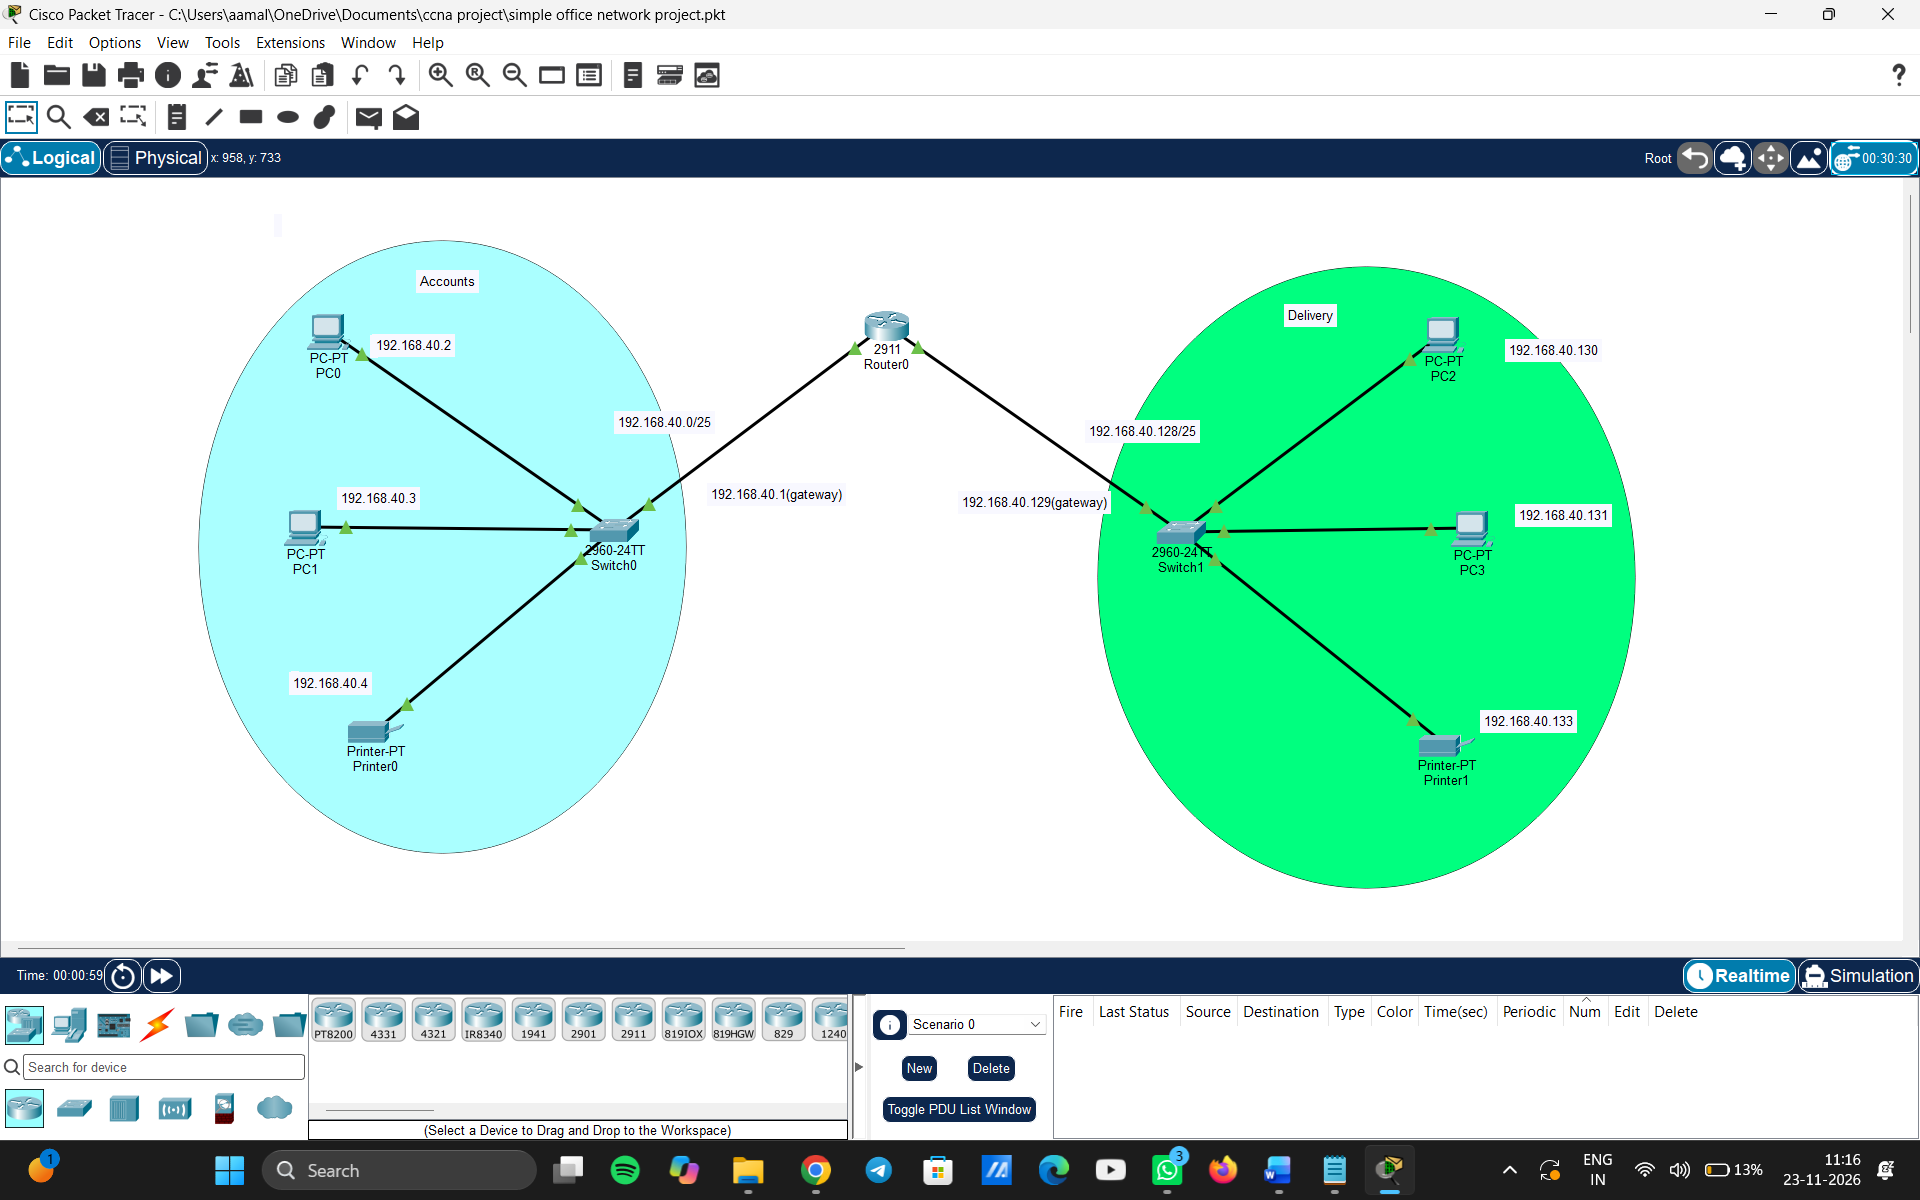 Cisco Packet Tracer - C:\Users\aamal\OneDrive\Documents\ccna project\simple office network project.pkt
File Edit Options View Tools Extensions Window Help
Logical Physical x: 958, y: 733 Root 00:30:30
Accounts
192.168.40.2
PC-PT
PC0
192.168.40.3
PC-PT
PC1
192.168.40.4
Printer-PT
Printer0
2960-24TT
Switch0
192.168.40.0/25
192.168.40.1(gateway)
2911
Router0
192.168.40.128/25
192.168.40.129(gateway)
Delivery
2960-24TT
Switch1
PC-PT
PC2
192.168.40.130
192.168.40.131
PC-PT
PC3
192.168.40.133
Printer-PT
Printer1
Time: 00:00:59 Realtime Simulation
PT8200 4331 4321 IR8340 1941 2901 2911 819IOX 819HGW 829 1240
Search for device
(Select a Device to Drag and Drop to the Workspace)
Scenario 0
New Delete
Toggle PDU List Window
Fire Last Status Source Destination Type Color Time(sec) Periodic Num Edit Delete
1
Search
3
ENG
IN
13%
11:16
23-11-2026